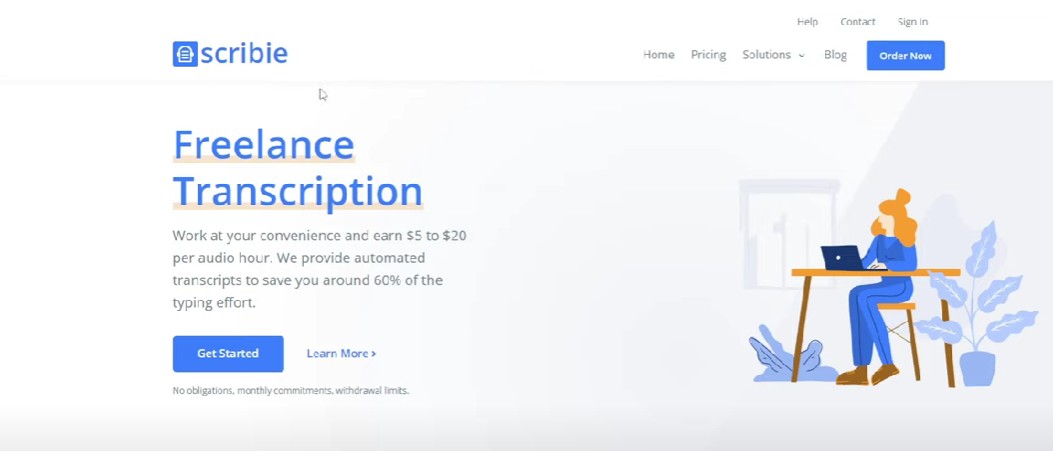 Help Contact Sign In
scribie
Home Pricing Solutions Blog Order Now
Freelance
Transcription
Work at your convenience and earn $5 to $20
per audio hour. We provide automated
transcripts to save you around 60% of the
typing effort.
Get Started Learn More >
No obligations, monthly commitments, withdrawal limits.